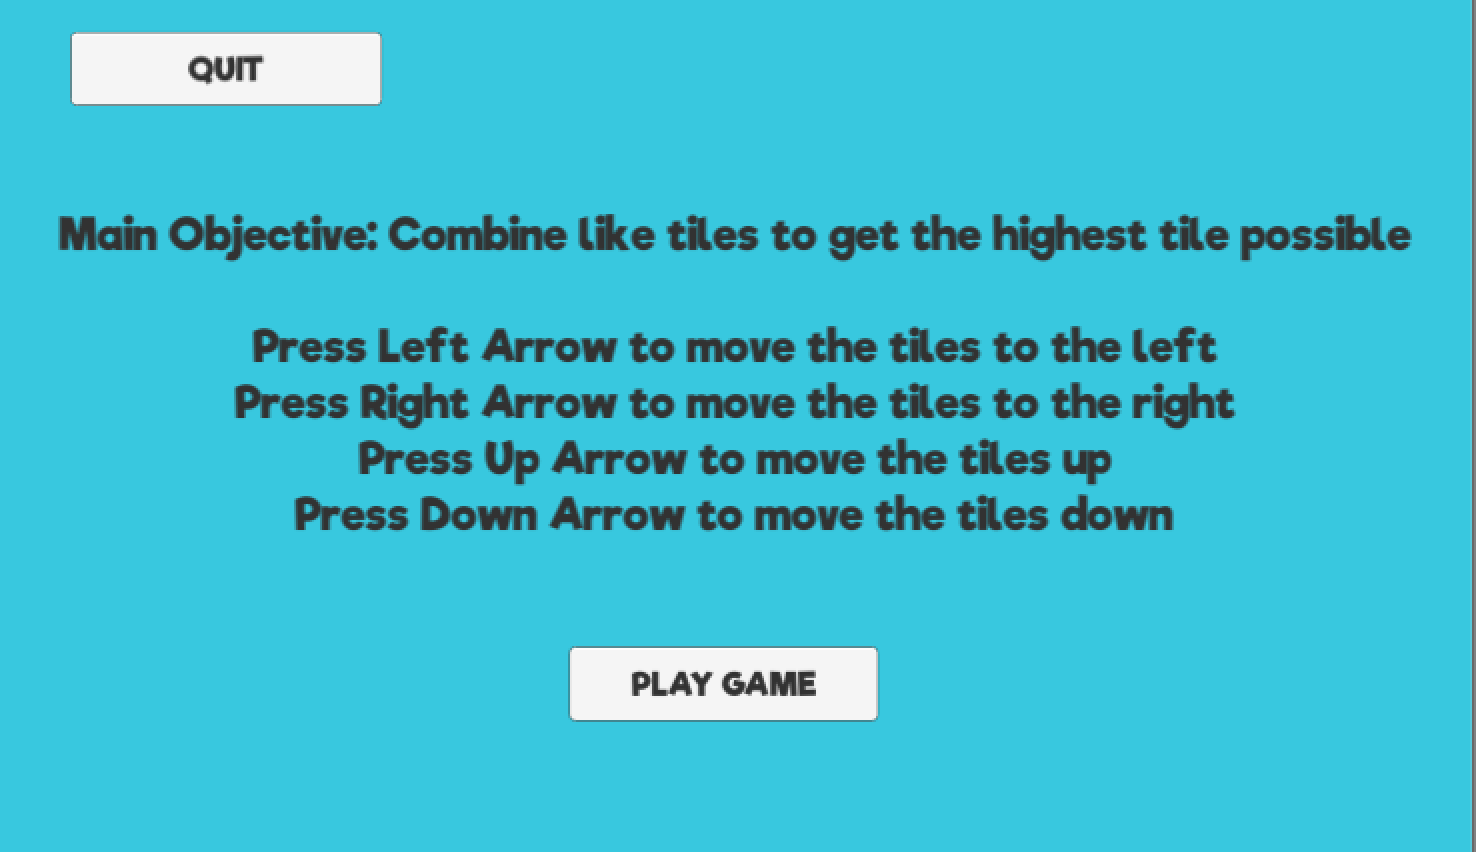 QUIT
Main Objective: Combine like tiles to get the highest tile possible
Press Left Arrow to move the tiles to the left
Press Right Arrow to move the tiles to the right
Press Up Arrow to move the tiles up
Press Down Arrow to move the tiles down
PLAY GAME